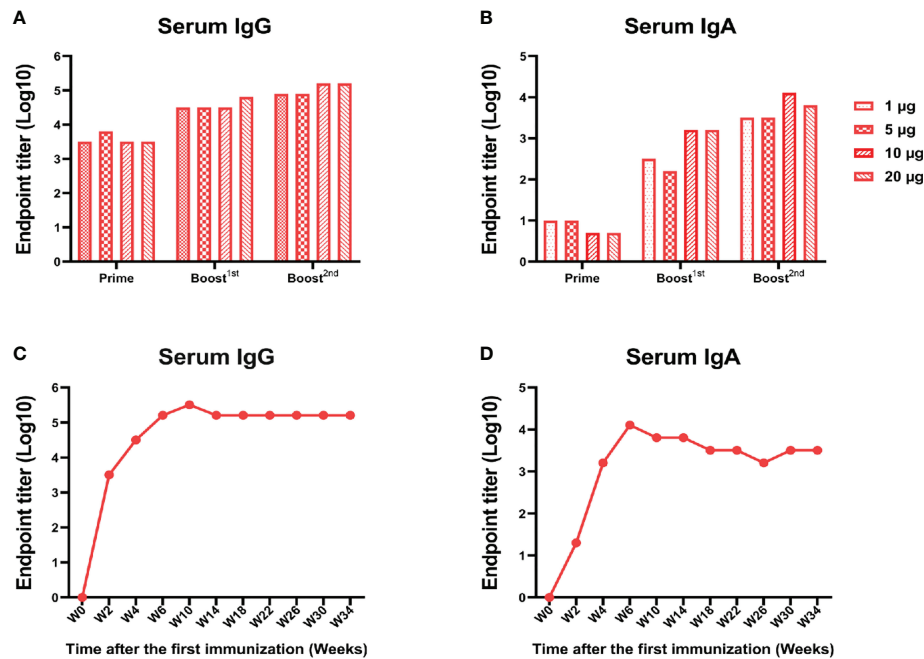 A
Serum IgG
Endpoint titer (Log10)
6
5
4
3
2
1
0
Prime
Boost1st
Boost2nd
B
Serum IgA
Endpoint titer (Log10)
5
4
3
2
1
0
Prime
Boost1st
Boost2nd
1 μg
5 μg
10 μg
20 μg
C
Serum IgG
Endpoint titer (Log10)
6
5
4
3
2
1
0
W0
W2
W4
W6
W10
W14
W18
W22
W26
W30
W34
Time after the first immunization (Weeks)
D
Serum IgA
Endpoint titer (Log10)
5
4
3
2
1
0
W0
W2
W4
W6
W10
W14
W18
W22
W26
W30
W34
Time after the first immunization (Weeks)